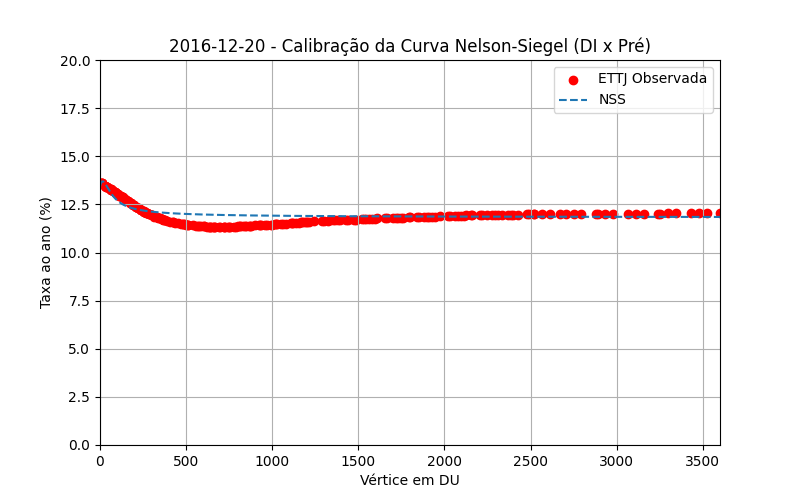 2016-12-20 - Calibração da Curva Nelson-Siegel (DI x Pré)
20.0
17.5
15.0
12.5
10.0
7.5
5.0
2.5
0.0
Taxa ao ano (%)
ETTJ Observada
NSS
0 500 1000 1500 2000 2500 3000 3500
Vértice em DU